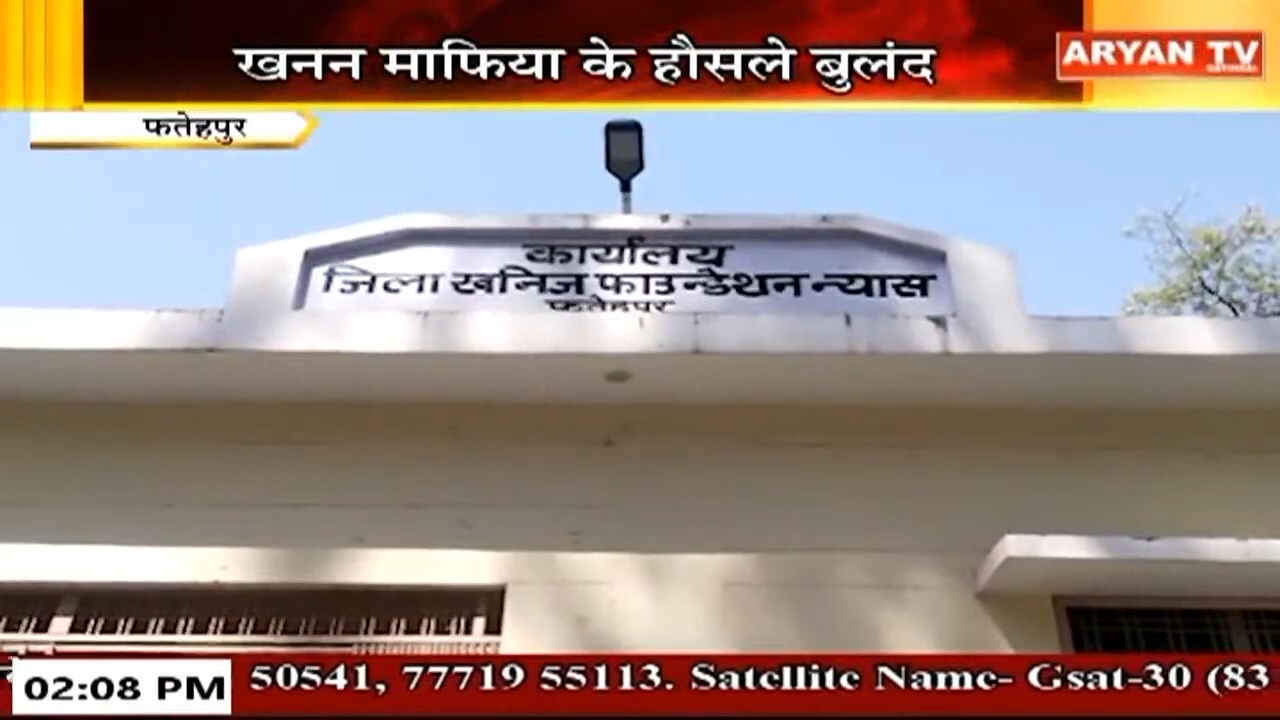 खनन माफिया के हौसले बुलंद
ARYAN TV
फतेहपुर
कार्यालय
जिला खनिज फाउन्डेशन न्यास
फतेहपुर
02:08 PM
50541, 77719 55113. Satellite Name- Gsat-30 (83